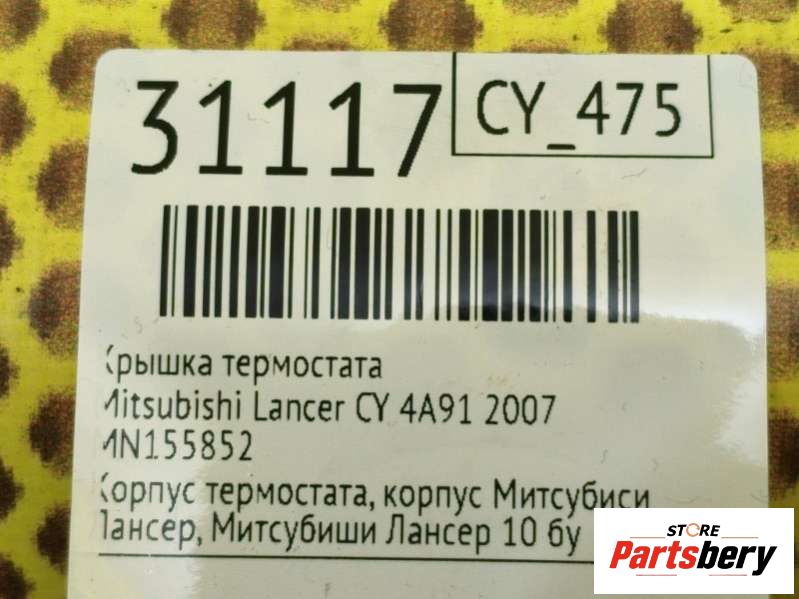 31117
CY_475
Крышка термостата
Mitsubishi Lancer CY 4A91 2007
MN155852
Корпус термостата, корпус Митсубиси
Лансер, Митсубиши Лансер 10 бу
STORE
Partsbery